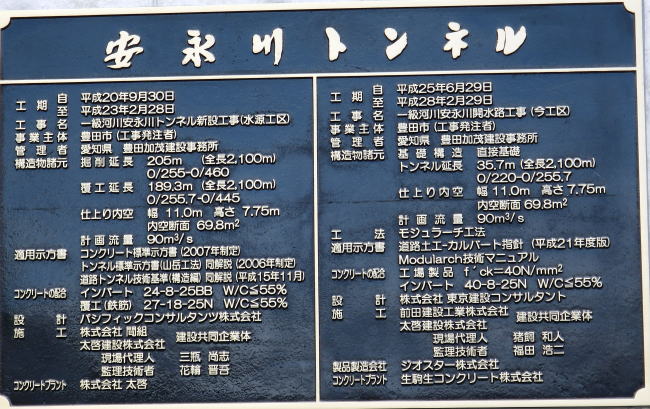 安永川トンネル
工期 自 平成20年9月30日
至 平成23年2月28日
工事名 一級河川安永川トンネル新設工事(水源工区)
事業主体 豊田市(工事発注者)
管理者 愛知県 豊田加茂建設事務所
構造物諸元 掘削延長 205m (全長2,100m)
0/255-0/460
覆工延長 189.3m (全長2,100m)
0/255.7-0/445
仕上り内空 幅 11.0m 高さ 7.75m
内空断面 69.8m²
計画流量 90m³/s
適用示方書 コンクリート標準示方書(2007年制定)
トンネル標準示方書(山岳工法)同解説(2006年制定)
道路トンネル技術基準(構造編)同解説(平成15年11月)
コンクリートの配合 インバート 24-8-25BB W/C≦55%
覆工(鉄筋) 27-18-25N W/C≦55%
設計 パシフィックコンサルタンツ株式会社
施工 株式会社 間組 建設共同企業体
太啓建設株式会社
現場代理人 三瓶 尚志
監理技術者 花輪 晋吾
コンクリートプラント 株式会社 太啓
工期 自 平成25年6月29日
至 平成28年2月29日
工事名 一級河川安永川開水路工事(今工区)
事業主体 豊田市(工事発注者)
管理者 愛知県 豊田加茂建設事務所
構造物諸元 基礎構造 直接基礎
トンネル延長 35.7m (全長2,100m)
0/220-0/255.7
仕上り内空 幅 11.0m 高さ 7.75m
内空断面 69.8m²
計画流量 90m³/s
工法 モジュラーチ工法
適用示方書 道路土工-カルバート指針 (平成21年度版)
Modularch技術マニュアル
コンクリートの配合 工場製品 f'ck=40N/mm²
インバート 40-8-25N W/C≦55%
設計 株式会社 東京建設コンサルタント
施工 前田建設工業株式会社 建設共同企業体
太啓建設株式会社
現場代理人 猪飼 和人
監理技術者 福田 浩二
製品製造会社 ジオスター株式会社
コンクリートプラント 生駒生コンクリート株式会社